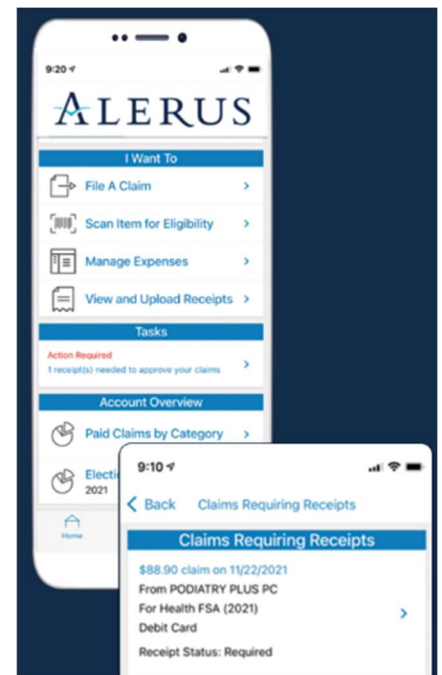 9:20
ALERUS
I Want To
File A Claim
Scan Item for Eligibility
Manage Expenses
View and Upload Receipts
Tasks
Action Required
1 receipt(s) needed to approve your claims
Account Overview
Paid Claims by Category
Electi
2021
Home
9:10
Back Claims Requiring Receipts
Claims Requiring Receipts
$88.90 claim on 11/22/2021
From PODIATRY PLUS PC
For Health FSA (2021)
Debit Card
Receipt Status: Required